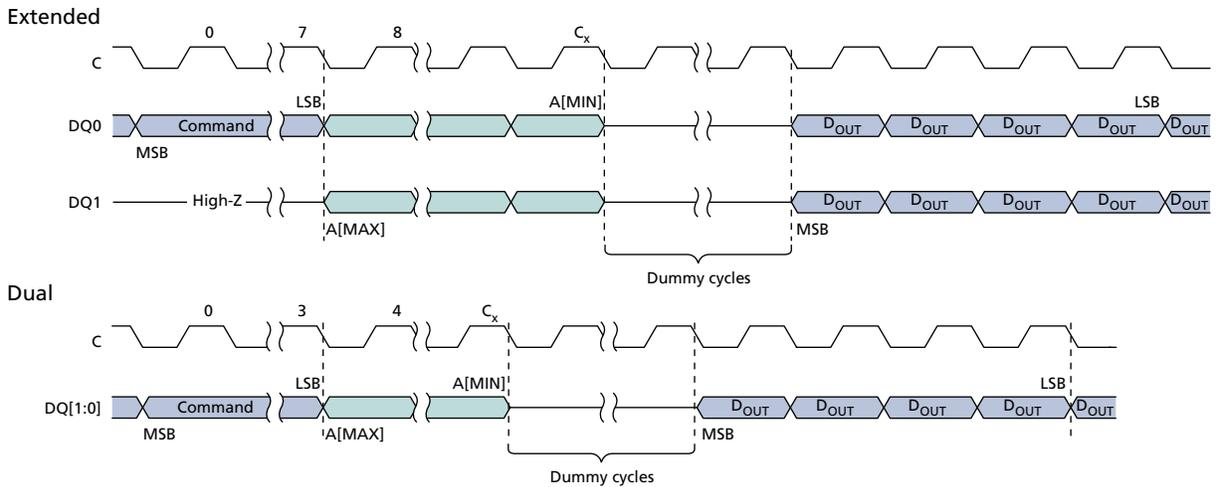 Extended
0 7 8 Cx
C
LSB A[MIN] LSB
DQ0 Command DOUT DOUT DOUT DOUT DOUT
MSB
DQ1 High-Z DOUT DOUT DOUT DOUT DOUT
A[MAX] MSB
Dummy cycles
Dual
0 3 4 Cx
C
LSB A[MIN] LSB
DQ[1:0] Command DOUT DOUT DOUT DOUT DOUT
MSB A[MAX] MSB
Dummy cycles